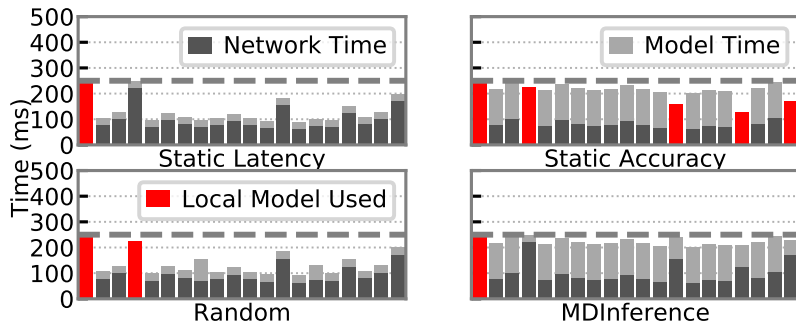 500
400
300
200
100
0
Network Time
Static Latency
Model Time
Static Accuracy
Time (ms)
500
400
300
200
100
0
Local Model Used
Random
MDInference